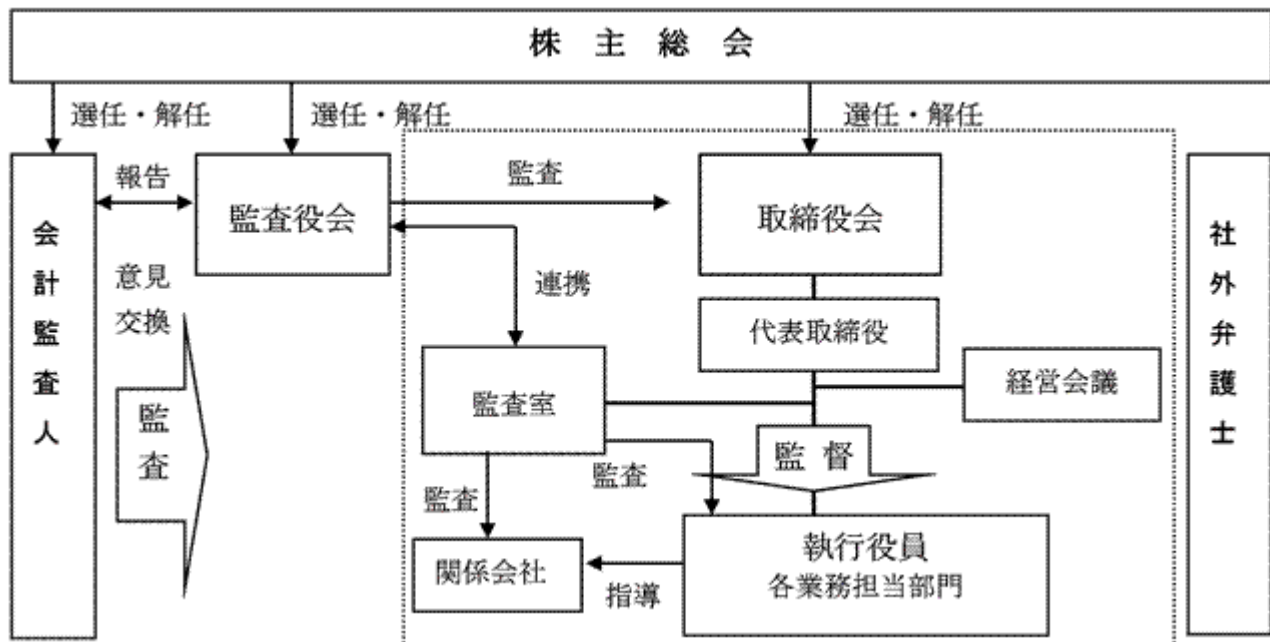 株主総会
選任・解任
選任・解任
選任・解任
会計監査人
報告
意見
交換
監査
監査役会
監査
連携
取締役会
代表取締役
経営会議
監査室
監督
監査
監査
関係会社
指導
執行役員
各業務担当部門
社外弁護士